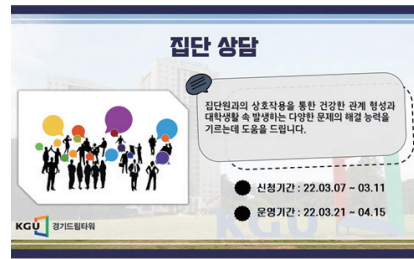 집단 상담
집단원과의 상호작용을 통한 건강한 관계 형성과
대학생활 속 발생하는 다양한 문제의 해결 능력을
기르는데 도움을 드립니다.
신청기간 : 22.03.07 ~ 03.11
운영기간 : 22.03.21 ~ 04.15
KGU 경기드림타워
KGU